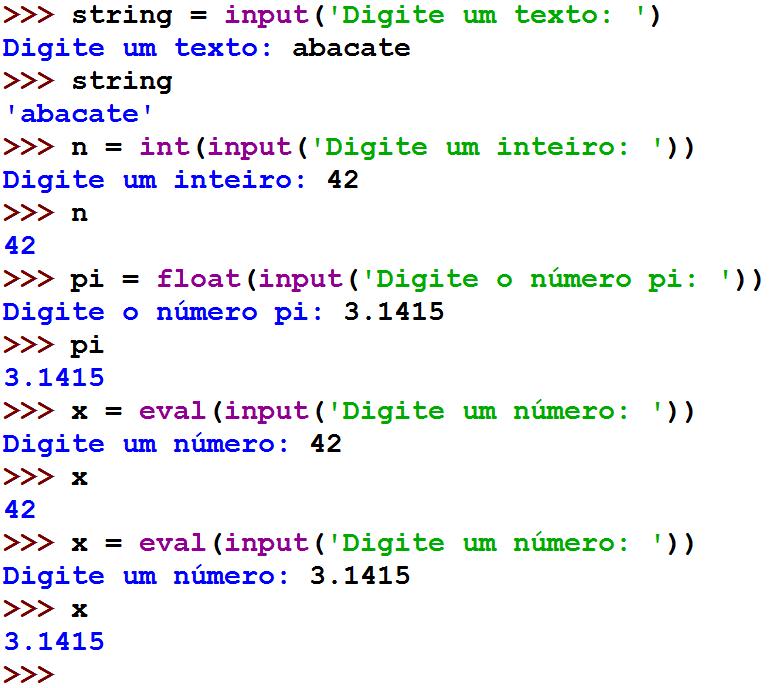 >>> string = input('Digite um texto: ')
Digite um texto: abacate
>>> string
'abacate'
>>> n = int(input('Digite um inteiro: '))
Digite um inteiro: 42
>>> n
42
>>> pi = float(input('Digite o número pi: '))
Digite o número pi: 3.1415
>>> pi
3.1415
>>> x = eval(input('Digite um número: '))
Digite um número: 42
>>> x
42
>>> x = eval(input('Digite um número: '))
Digite um número: 3.1415
>>> x
3.1415
>>>